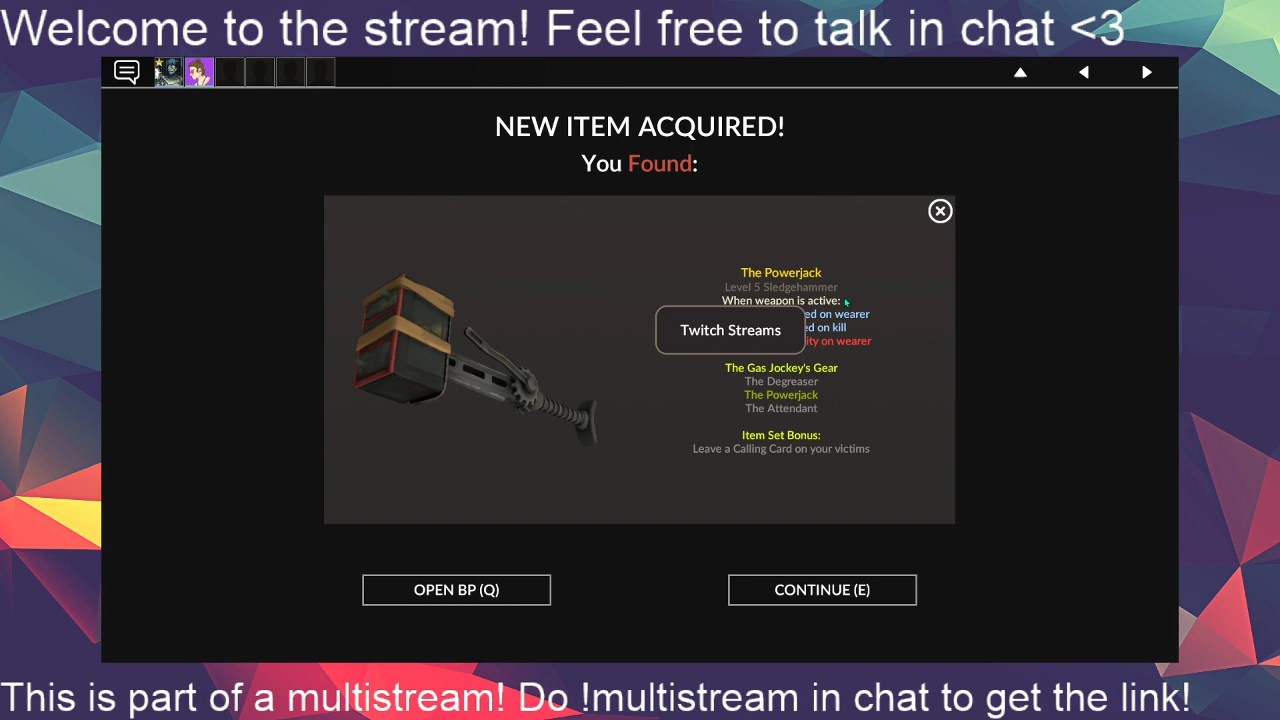 Welcome to the stream! Feel free to talk in chat <3
NEW ITEM ACQUIRED!
You Found:
The Powerjack
Level 5 Sledgehammer
When weapon is active:
on wearer
on kill
on wearer
Twitch Streams
The Gas Jockey's Gear
The Degreaser
The Powerjack
The Attendant
Item Set Bonus:
Leave a Calling Card on your victims
OPEN BP (Q)
CONTINUE (E)
This is part of a multistream! Do !multistream in chat to get the link!